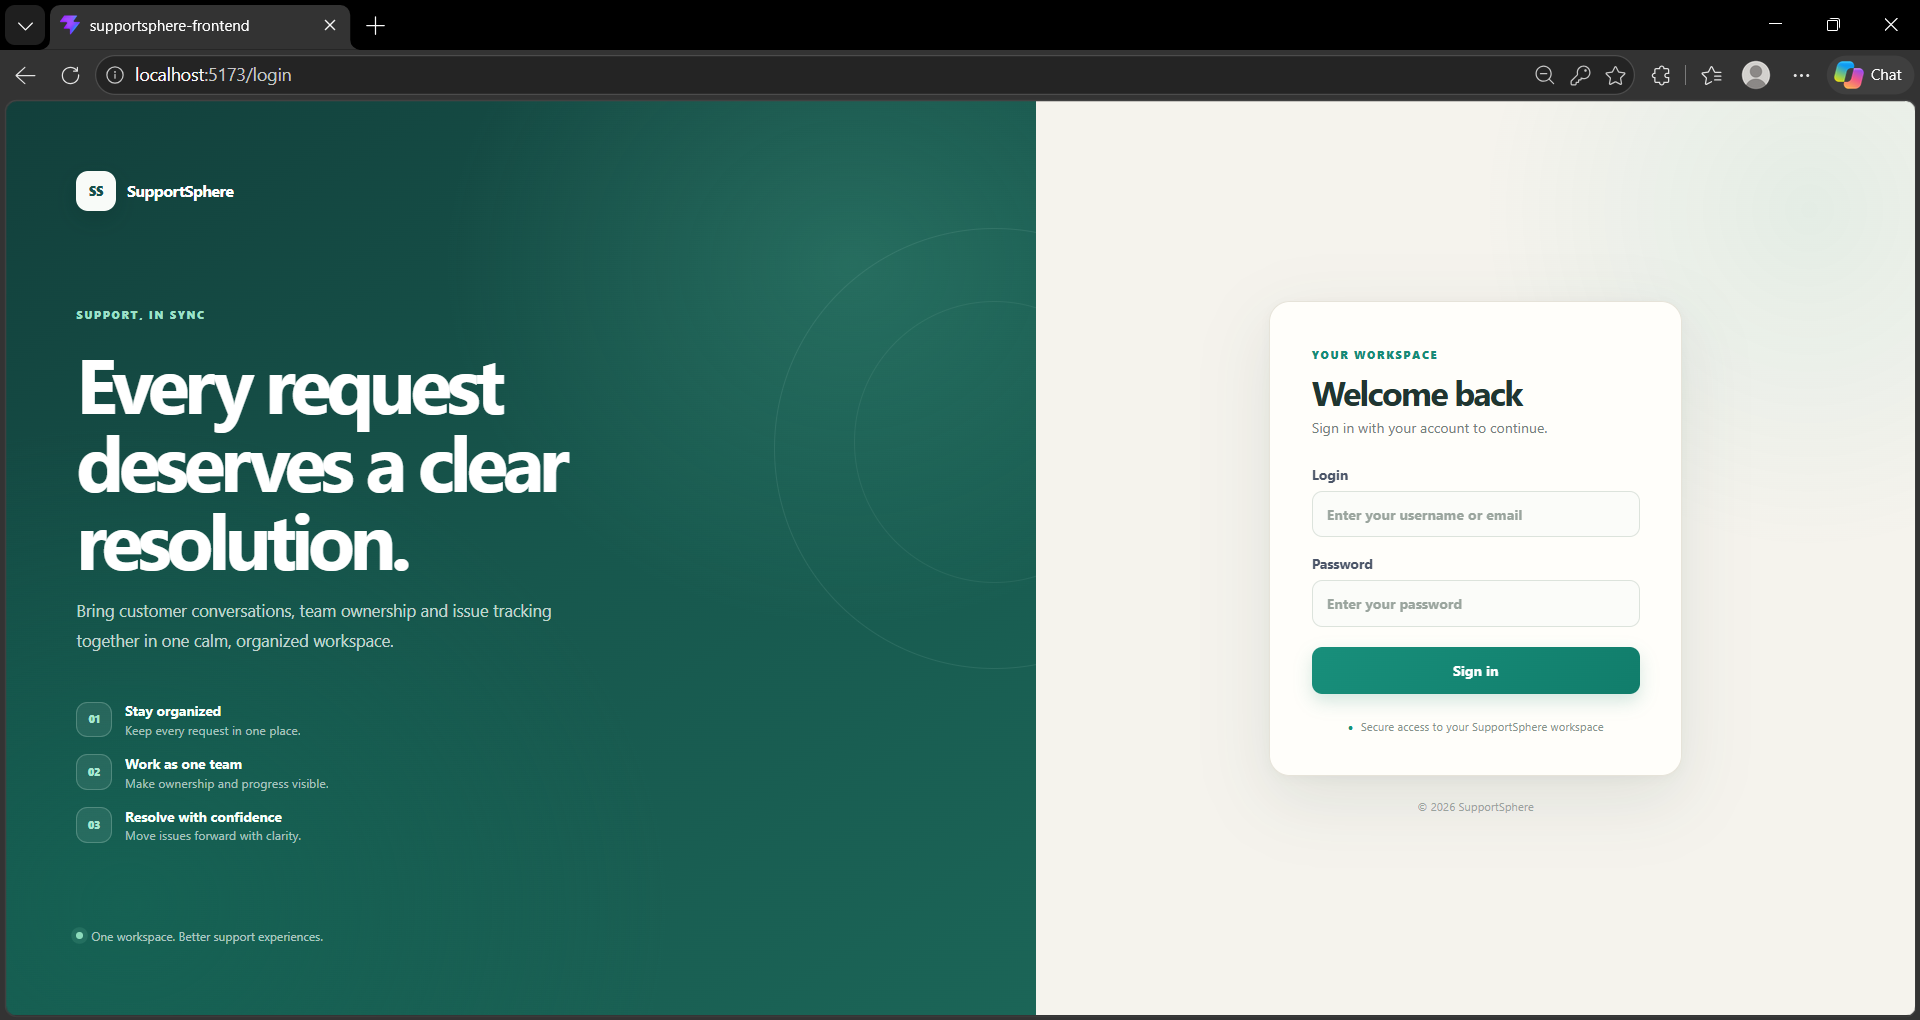 supportsphere-frontend
localhost:5173/login
Chat
SS
SupportSphere
SUPPORT, IN SYNC
Every request
deserves a clear
resolution.
Bring customer conversations, team ownership and issue tracking
together in one calm, organized workspace.
01
Stay organized
Keep every request in one place.
02
Work as one team
Make ownership and progress visible.
03
Resolve with confidence
Move issues forward with clarity.
One workspace. Better support experiences.
YOUR WORKSPACE
Welcome back
Sign in with your account to continue.
Login
Enter your username or email
Password
Enter your password
Sign in
Secure access to your SupportSphere workspace
© 2026 SupportSphere